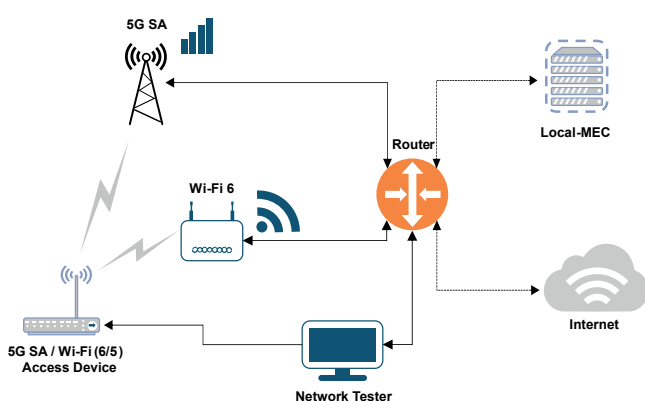 5G SA
Local-MEC
Router
Wi-Fi 6
Internet
5G SA / Wi-Fi (6/5)
Access Device
Network Tester